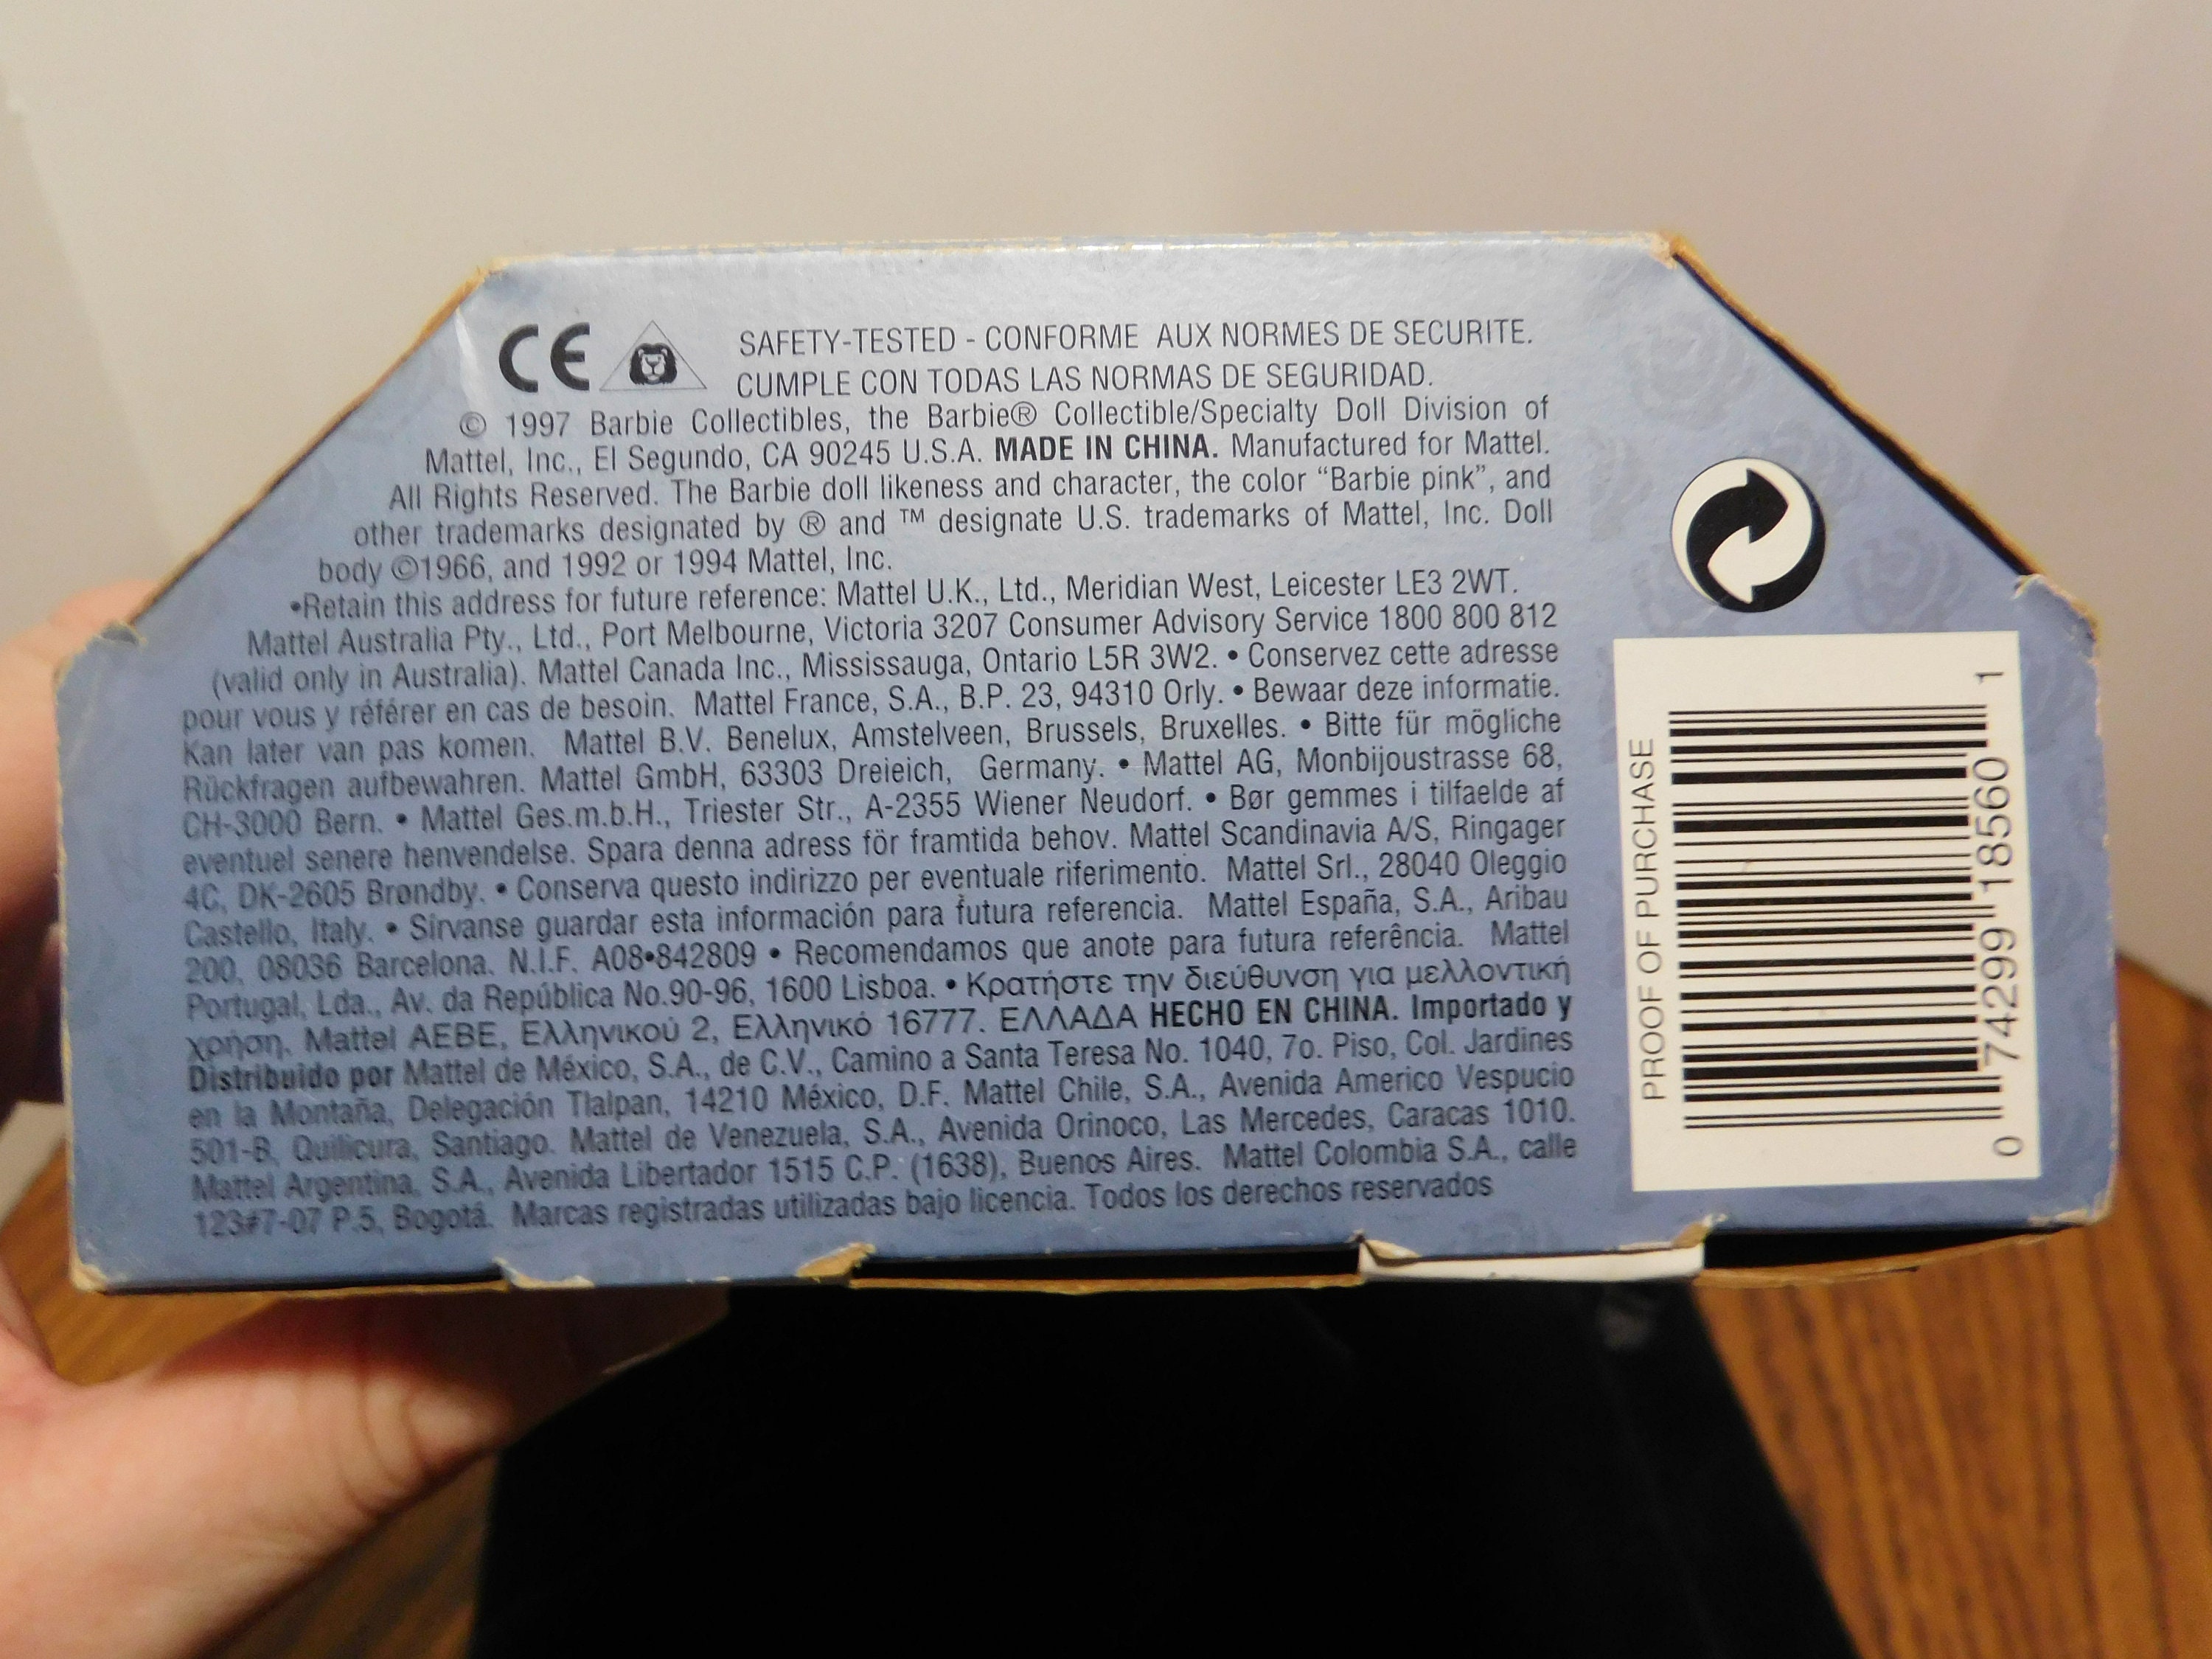 CE
SAFETY-TESTED - CONFORME AUX NORMES DE SECURITE.
CUMPLE CON TODAS LAS NORMAS DE SEGURIDAD.
© 1997 Barbie Collectibles, the Barbie® Collectible/Specialty Doll Division of
Mattel, Inc., El Segundo, CA 90245 U.S.A. MADE IN CHINA. Manufactured for Mattel.
All Rights Reserved. The Barbie doll likeness and character, the color “Barbie pink”, and
other trademarks designated by ® and ™ designate U.S. trademarks of Mattel, Inc. Doll
body ©1966, and 1992 or 1994 Mattel, Inc.
•Retain this address for future reference: Mattel U.K., Ltd., Meridian West, Leicester LE3 2WT.
Mattel Australia Pty., Ltd., Port Melbourne, Victoria 3207 Consumer Advisory Service 1800 800 812
(valid only in Australia). Mattel Canada Inc., Mississauga, Ontario L5R 3W2. • Conservez cette adresse
pour vous y référer en cas de besoin. Mattel France, S.A., B.P. 23, 94310 Orly. • Bewaar deze informatie.
Kan later van pas komen. Mattel B.V. Benelux, Amstelveen, Brussels, Bruxelles. • Bitte für mögliche
Rückfragen aufbewahren. Mattel GmbH, 63303 Dreieich, Germany. • Mattel AG, Monbijoustrasse 68,
CH-3000 Bern. • Mattel Ges.m.b.H., Triester Str., A-2355 Wiener Neudorf. • Bør gemmes i tilfaelde af
eventuel senere henvendelse. Spara denna adress för framtida behov. Mattel Scandinavia A/S, Ringager
4C, DK-2605 Brøndby. • Conserva questo indirizzo per eventuale riferimento. Mattel Srl., 28040 Oleggio
Castello, Italy. • Sírvanse guardar esta información para futura referencia. Mattel España, S.A., Aribau
200, 08036 Barcelona. N.I.F. A08•842809 • Recomendamos que anote para futura referência. Mattel
Portugal, Lda., Av. da República No.90-96, 1600 Lisboa. • Κρατήστε την διεύθυνση για μελλοντική
χρήση. Mattel ΑΕΒΕ, Ελληνικού 2, Ελληνικό 16777. ΕΛΛΑΔΑ HECHO EN CHINA. Importado y
Distribuido por Mattel de México, S.A., de C.V., Camino a Santa Teresa No. 1040, 7o. Piso, Col. Jardines
en la Montaña, Delegación Tlalpan, 14210 México, D.F. Mattel Chile, S.A., Avenida Americo Vespucio
501-B, Quilicura, Santiago. Mattel de Venezuela, S.A., Avenida Orinoco, Las Mercedes, Caracas 1010.
Mattel Argentina, S.A., Avenida Libertador 1515 C.P. (1638), Buenos Aires. Mattel Colombia S.A., calle
123#7-07 P.5, Bogotá. Marcas registradas utilizadas bajo licencia. Todos los derechos reservados
PROOF OF PURCHASE
0 74299 18560 1